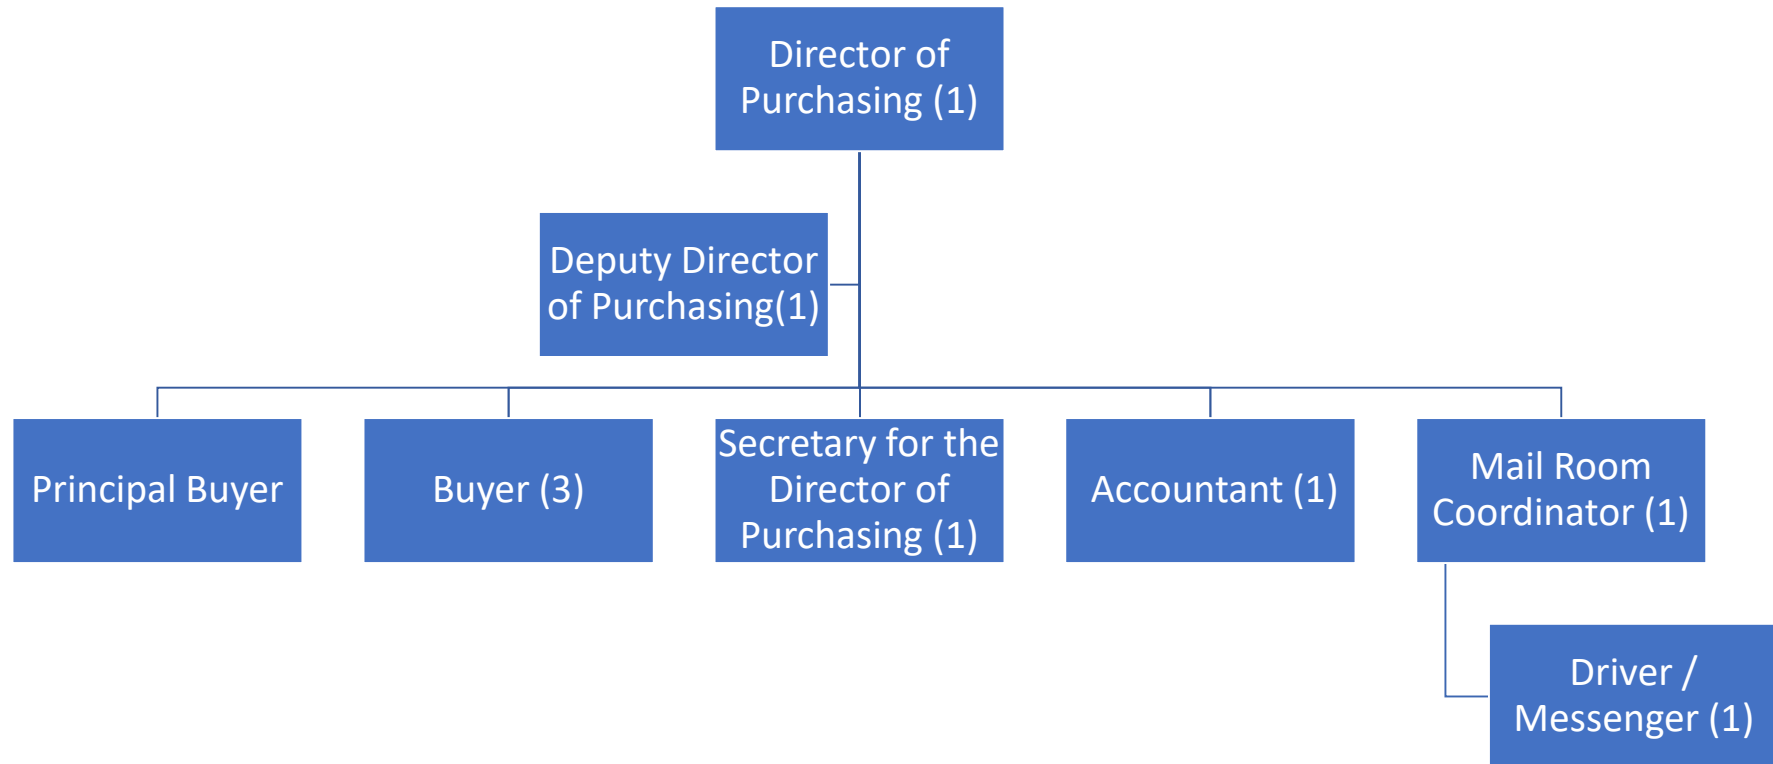 Director of
Purchasing (1)
Deputy Director
of Purchasing(1)
Principal Buyer
Buyer (3)
Secretary for the
Director of
Purchasing (1)
Accountant (1)
Mail Room
Coordinator (1)
Driver /
Messenger (1)